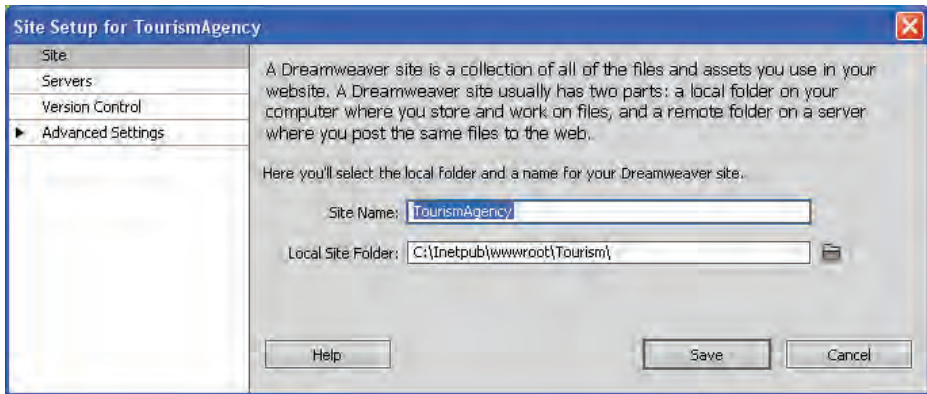 Site Setup for TourismAgency
Site
Servers
Version Control
Advanced Settings
A Dreamweaver site is a collection of all of the files and assets you use in your
website. A Dreamweaver site usually has two parts: a local folder on your
computer where you store and work on files, and a remote folder on a server
where you post the same files to the web.
Here you'll select the local folder and a name for your Dreamweaver site.
Site Name: TourismAgency
Local Site Folder: C:\Inetpub\wwwroot\Tourism\
Help Save Cancel